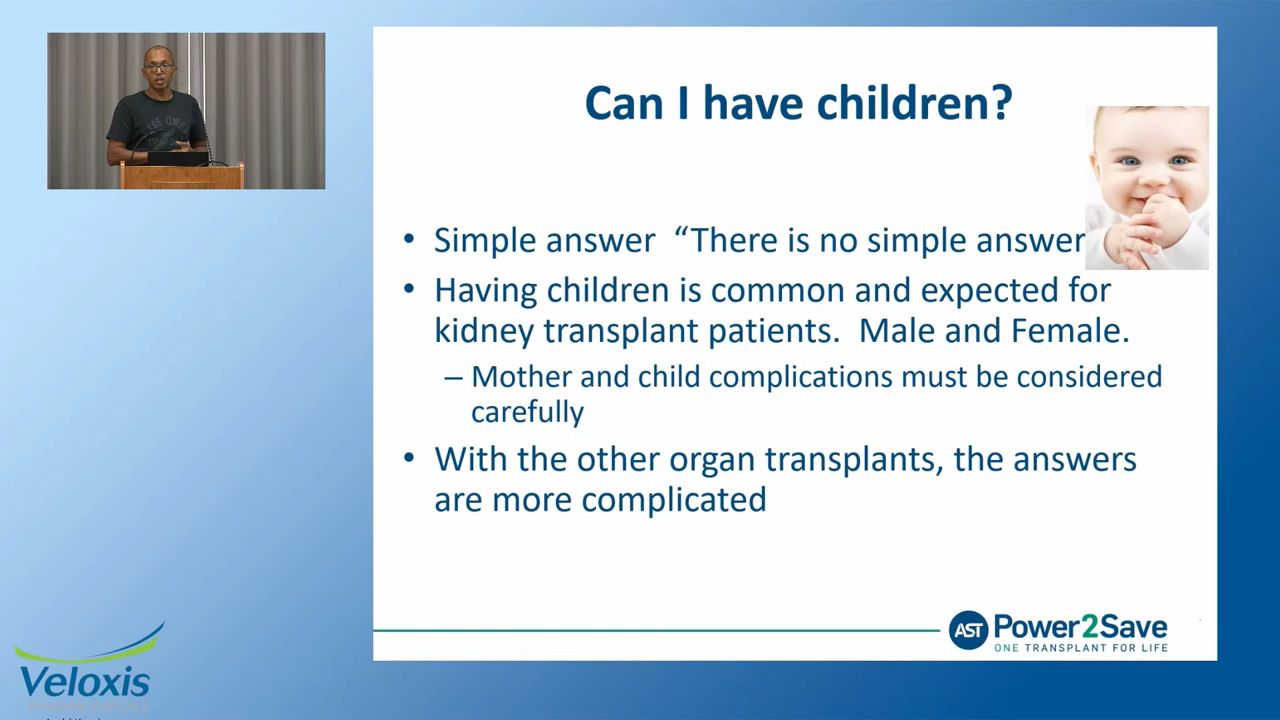 Can I have children?
• Simple answer “There is no simple answer
• Having children is common and expected for
kidney transplant patients. Male and Female.
– Mother and child complications must be considered
carefully
• With the other organ transplants, the answers
are more complicated
AST Power2Save
ONE TRANSPLANT FOR LIFE
Veloxis